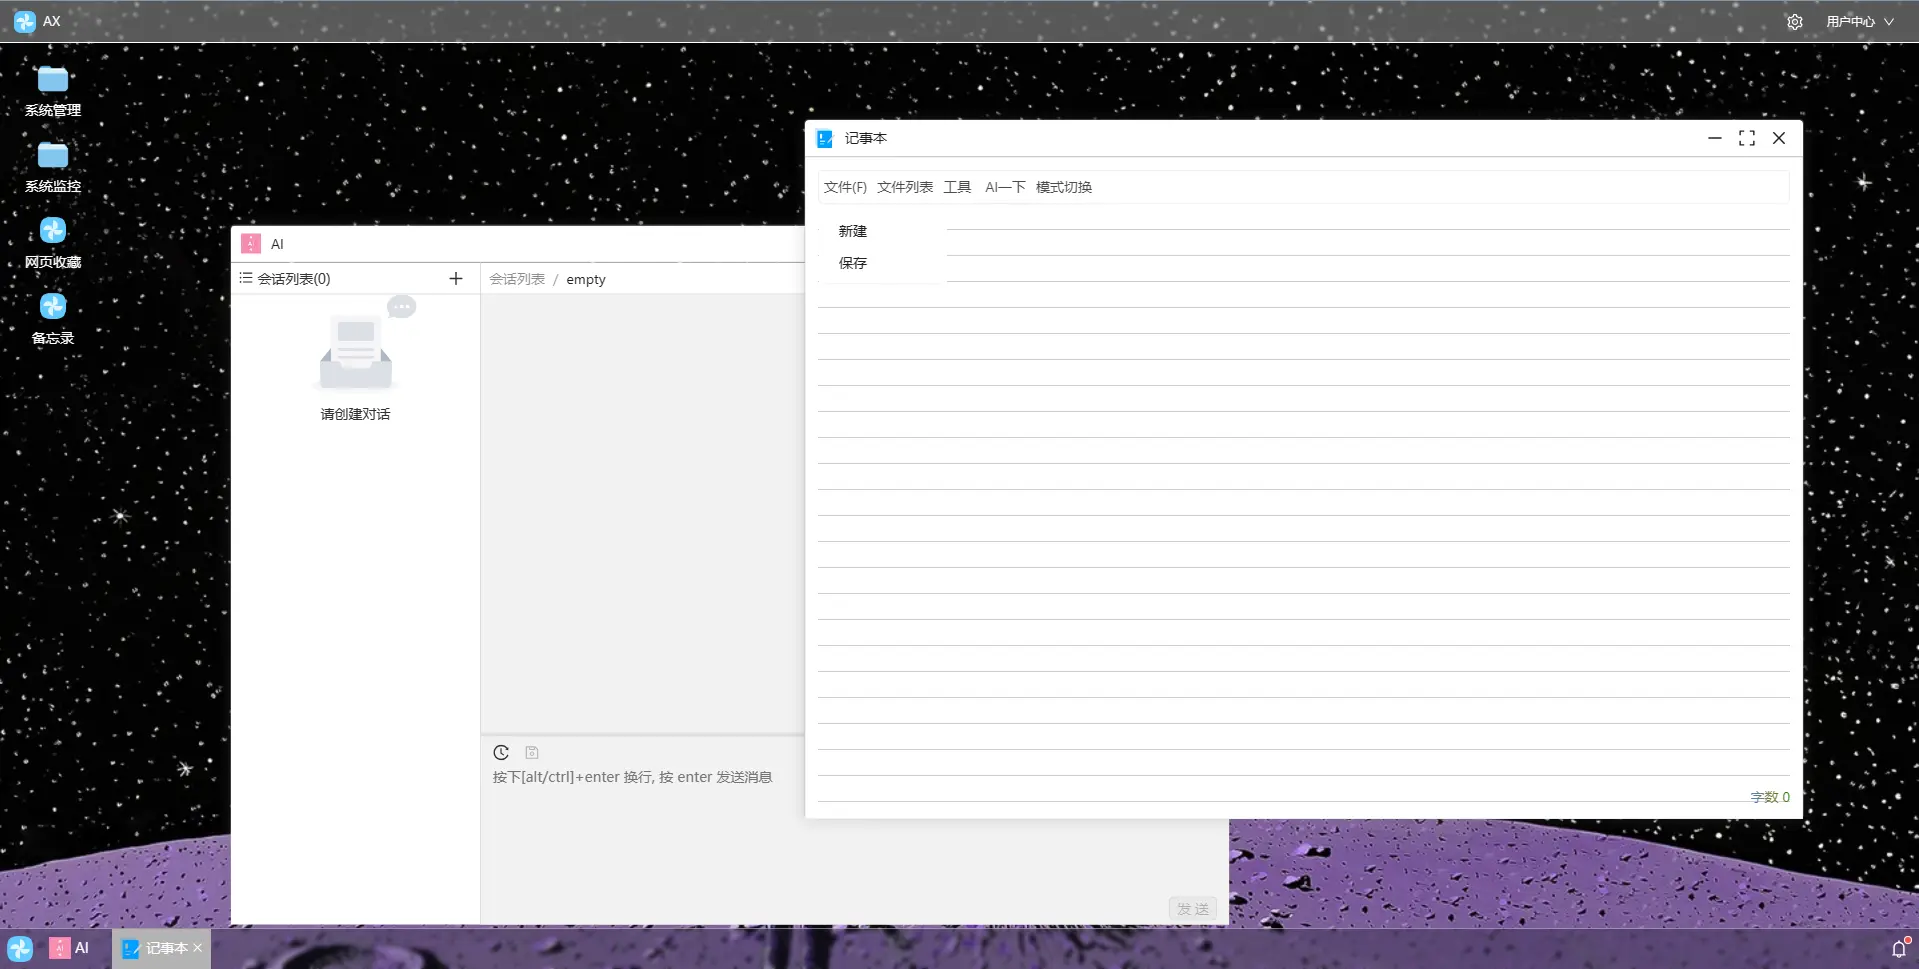 AX
用户中心
系统管理
系统监控
网页收藏
备忘录
AI
会话列表(0)
会话列表 / empty
请创建对话
按下[alt/ctrl]+enter 换行, 按 enter 发送消息
发 送
记事本
文件(F) 文件列表 工具 AI一下 模式切换
新建
保存
字数 0
AI
记事本